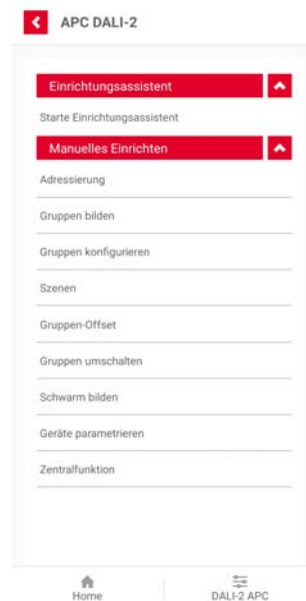 APC DALI-2
Einrichtungsassistent
Starte Einrichtungsassistent
Manuelles Einrichten
Adressierung
Gruppen bilden
Gruppen konfigurieren
Szenen
Gruppen-Offset
Gruppen umschalten
Schwarm bilden
Geräte parametrieren
Zentralfunktion
Home
DALI-2 APC